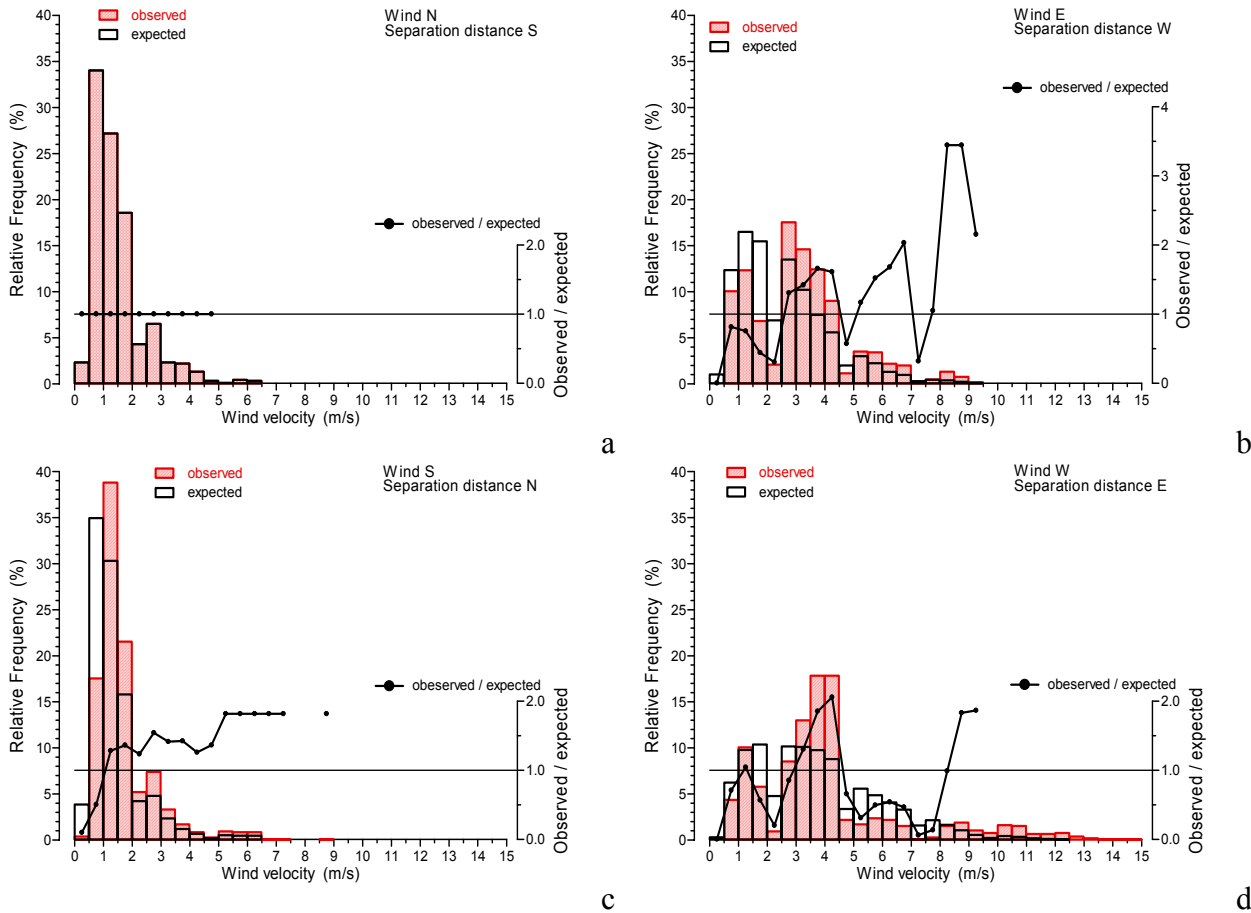 observed
expected
Wind N
Separation distance S
Relative Frequency (%)
40
35
30
25
20
15
10
5
0
obeserved / expected
2.0
1.0
0.0
Observed / expected
0 1 2 3 4 5 6 7 8 9 10 11 12 13 14 15
Wind velocity (m/s)
a
observed
expected
Wind E
Separation distance W
Relative Frequency (%)
40
35
30
25
20
15
10
5
0
obeserved / expected
4
3
2
1
0
Observed / expected
0 1 2 3 4 5 6 7 8 9 10 11 12 13 14 15
Wind velocity (m/s)
b
observed
expected
Wind S
Separation distance N
Relative Frequency (%)
40
35
30
25
20
15
10
5
0
obeserved / expected
2.0
1.0
0.0
Observed / expected
0 1 2 3 4 5 6 7 8 9 10 11 12 13 14 15
Wind velocity (m/s)
c
observed
expected
Wind W
Separation distance E
Relative Frequency (%)
40
35
30
25
20
15
10
5
0
obeserved / expected
2.0
1.0
0.0
Observed / expected
0 1 2 3 4 5 6 7 8 9 10 11 12 13 14 15
Wind velocity (m/s)
d